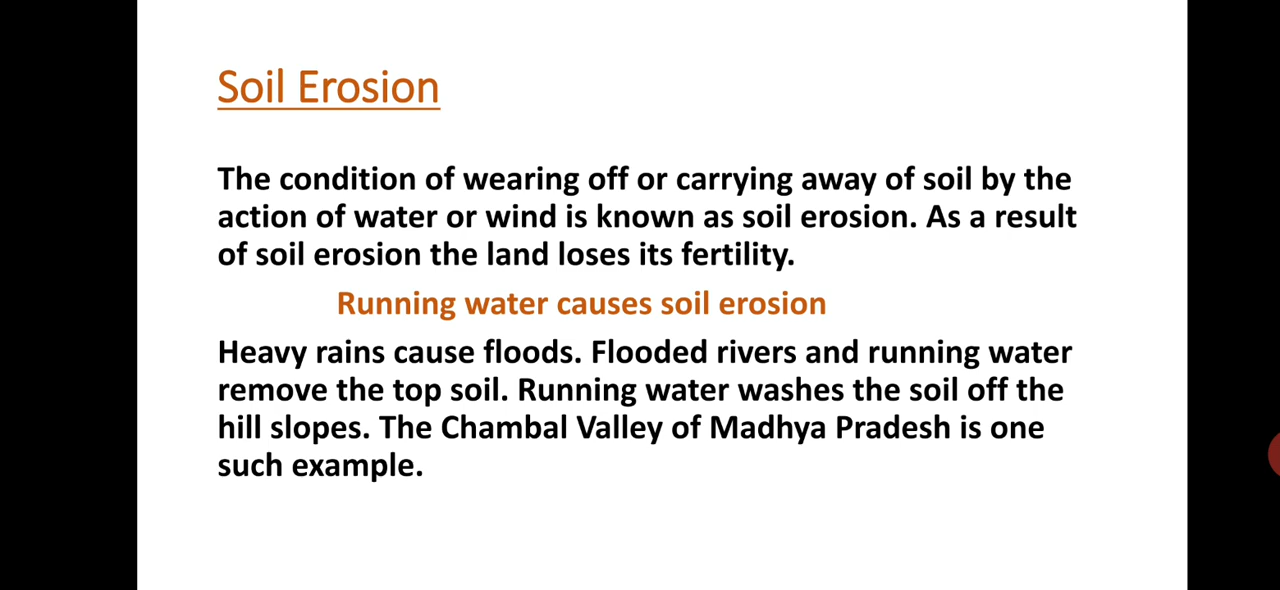 Soil Erosion
The condition of wearing off or carrying away of soil by the
action of water or wind is known as soil erosion. As a result
of soil erosion the land loses its fertility.
Running water causes soil erosion
Heavy rains cause floods. Flooded rivers and running water
remove the top soil. Running water washes the soil off the
hill slopes. The Chambal Valley of Madhya Pradesh is one
such example.